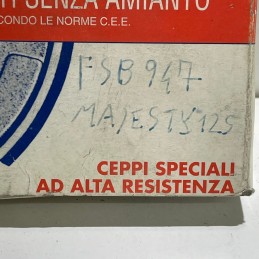 SENZA AMIANTO
CONDO LE NORME C.E.E.
FSB 947
MAJESTY 125
CEPPI SPECIALI
AD ALTA RESISTENZA